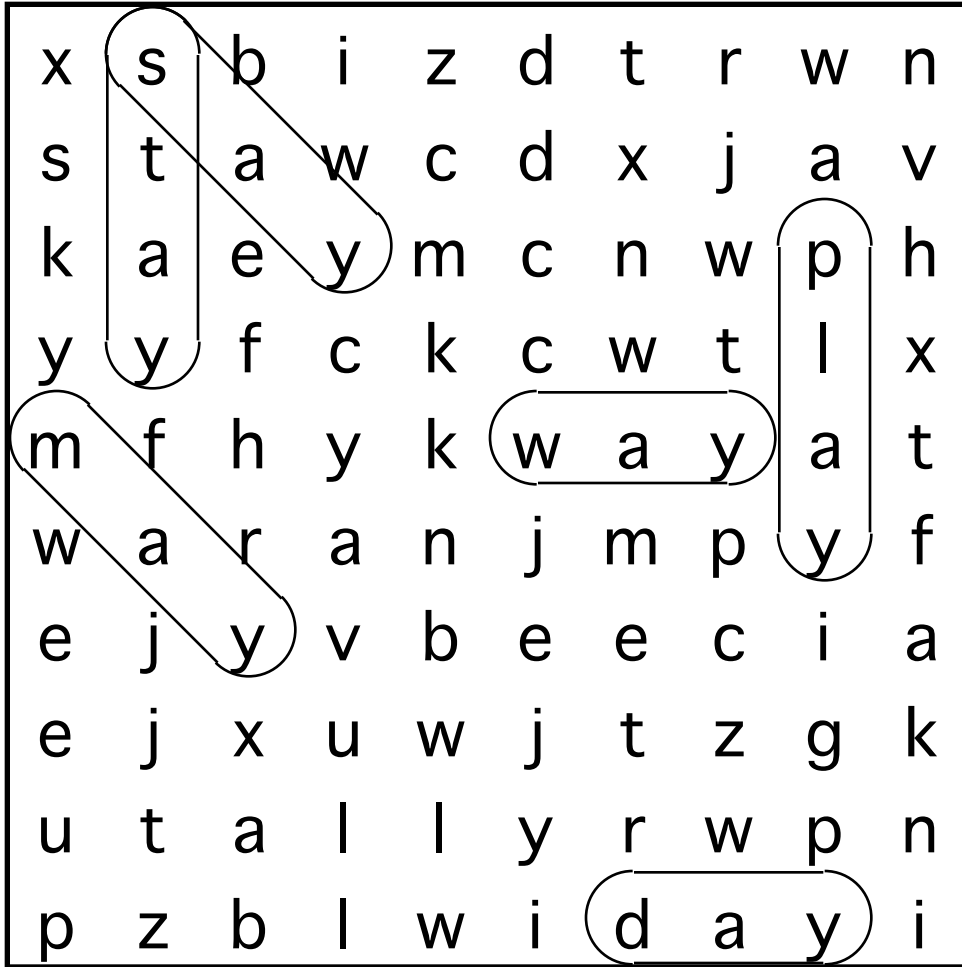 x s b i z d t r w n
s t a w c d x j a v
k a e y m c n w p h
y y f c k c w t l x
m f h y k w a y a t
w a r a n j m p y f
e j y v b e e c i a
e j x u w j t z g k
u t a l l y r w p n
p z b l w i d a y i